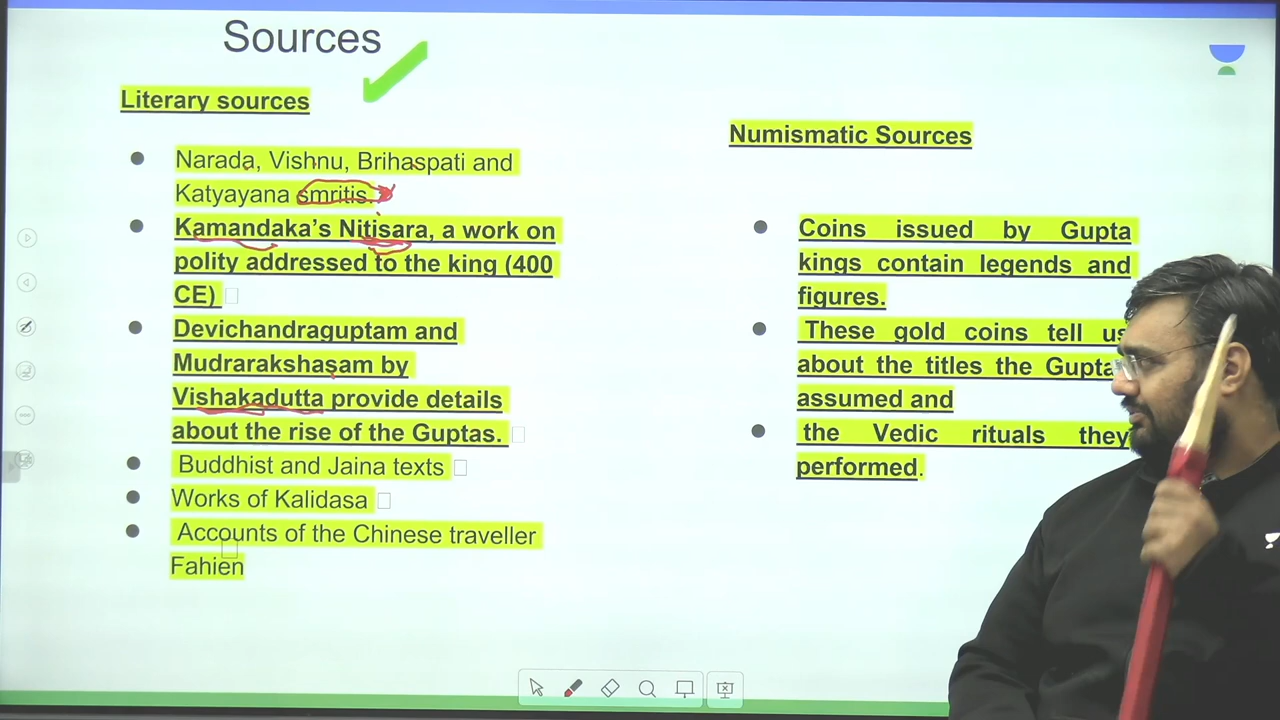 Sources
Literary sources
Narada, Vishnu, Brihaspati and
Katyayana smritis.
Kamandaka's Nitisara, a work on
polity addressed to the king (400
CE)
Devichandraguptam and
Mudrarakshasam by
Vishakadutta provide details
about the rise of the Guptas.
Buddhist and Jaina texts
Works of Kalidasa
Accounts of the Chinese traveller
Fahien
Numismatic Sources
Coins issued by Gupta
kings contain legends and
figures.
These gold coins tell us
about the titles the Gupta
assumed and
the Vedic rituals they
performed.